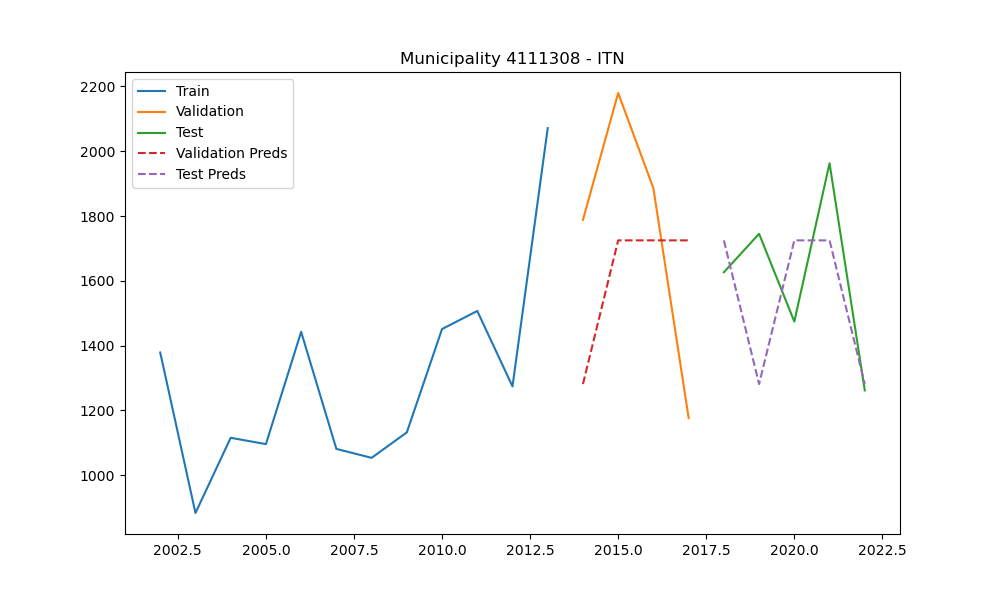 Municipality 4111308 - ITN
2200
2000
1800
1600
1400
1200
1000
Train
Validation
Test
Validation Preds
Test Preds
2002.5 2005.0 2007.5 2010.0 2012.5 2015.0 2017.5 2020.0 2022.5